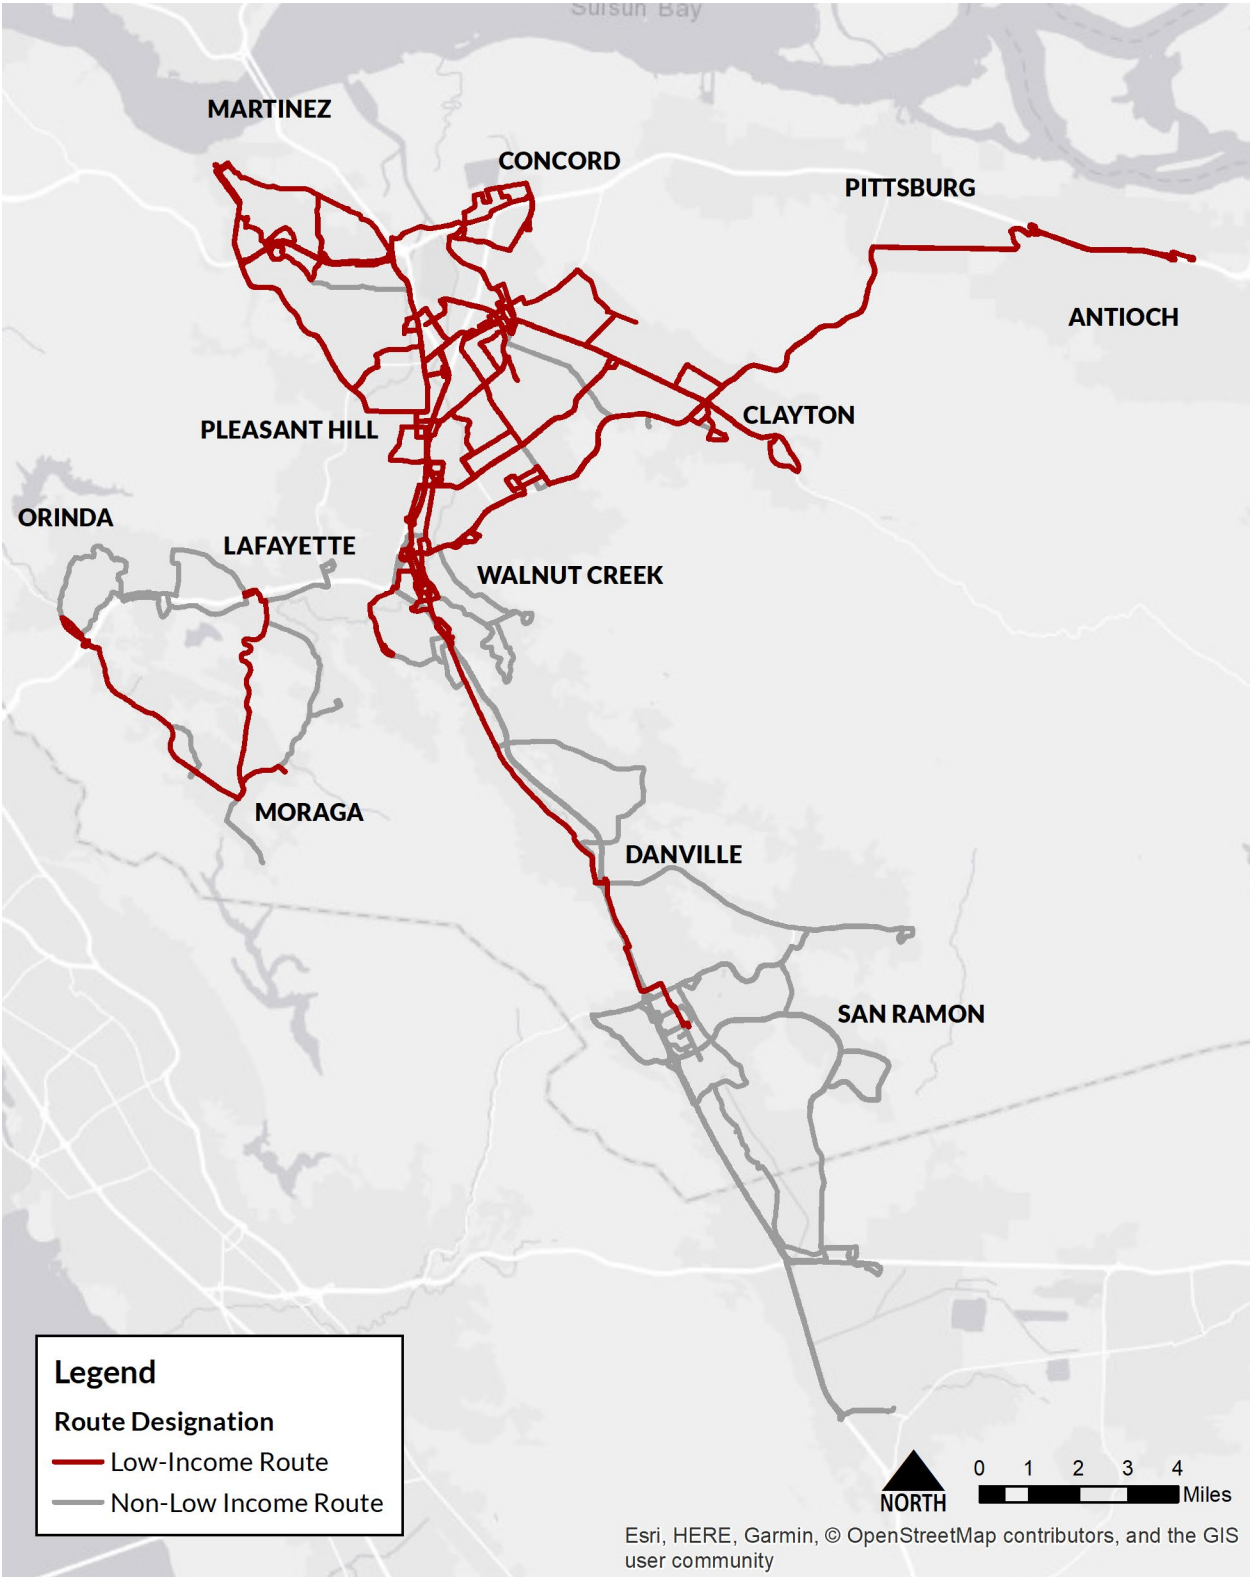 Suisun Bay
MARTINEZ
CONCORD
PITTSBURG
ANTIOCH
CLAYTON
PLEASANT HILL
ORINDA
LAFAYETTE
WALNUT CREEK
MORAGA
DANVILLE
SAN RAMON
Legend
Route Designation
Low-Income Route
Non-Low Income Route
NORTH
0 1 2 3 4
Miles
Esri, HERE, Garmin, © OpenStreetMap contributors, and the GIS
user community